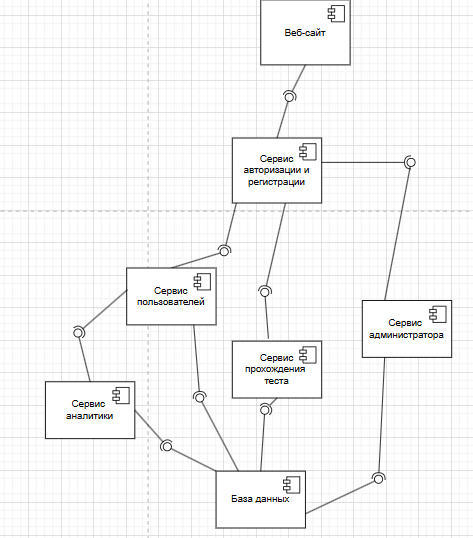 Веб-сайт
Сервис
авторизации и
регистрации
Сервис
пользователей
Сервис
администратора
Сервис
прохождения
теста
Сервис
аналитики
База данных